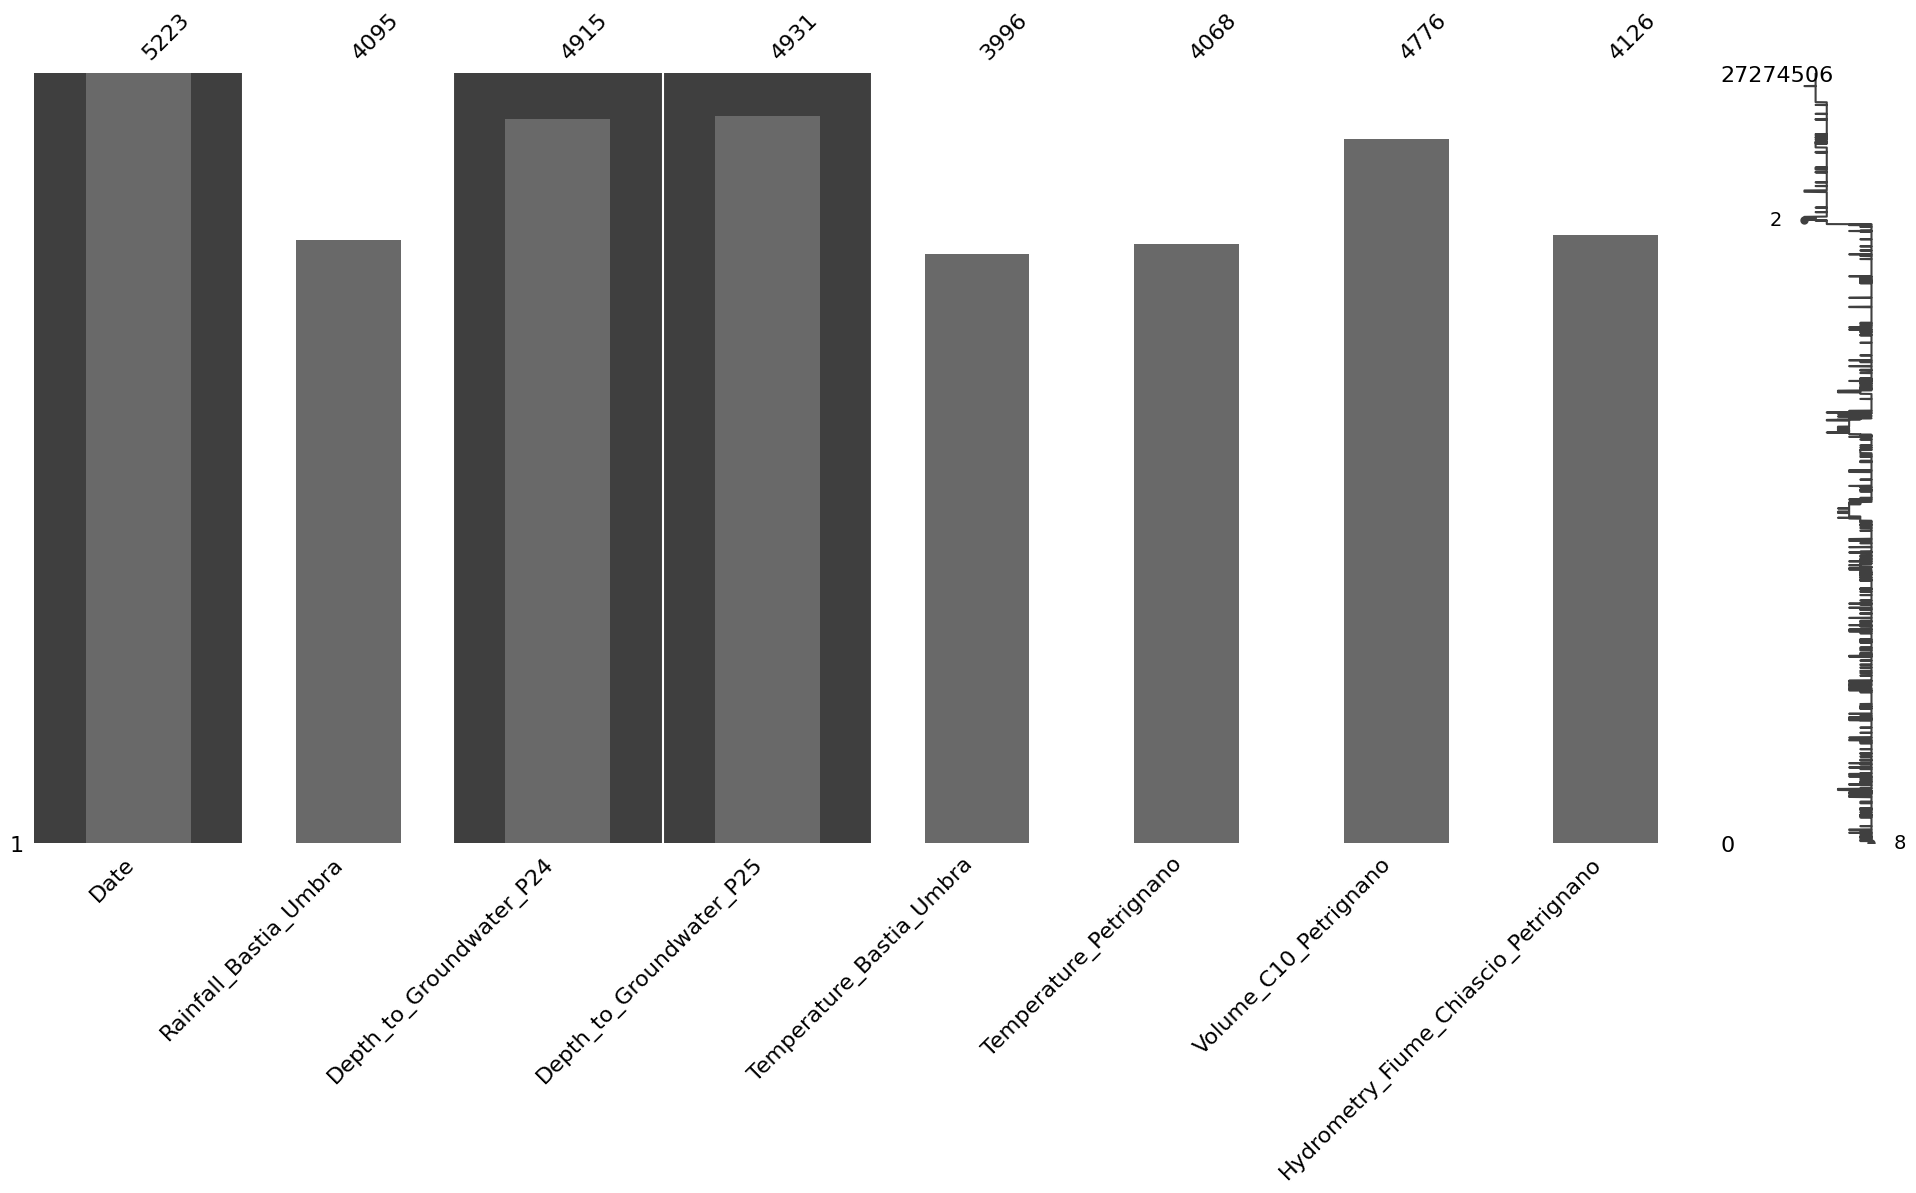 5223
4095
4915
4931
3996
4068
4776
4126
27274506
2
1
0
8
Date
Rainfall_Bastia_Umbra
Depth_to_Groundwater_P24
Depth_to_Groundwater_P25
Temperature_Bastia_Umbra
Temperature_Petrignano
Volume_C10_Petrignano
Hydrometry_Fiume_Chiascio_Petrignano